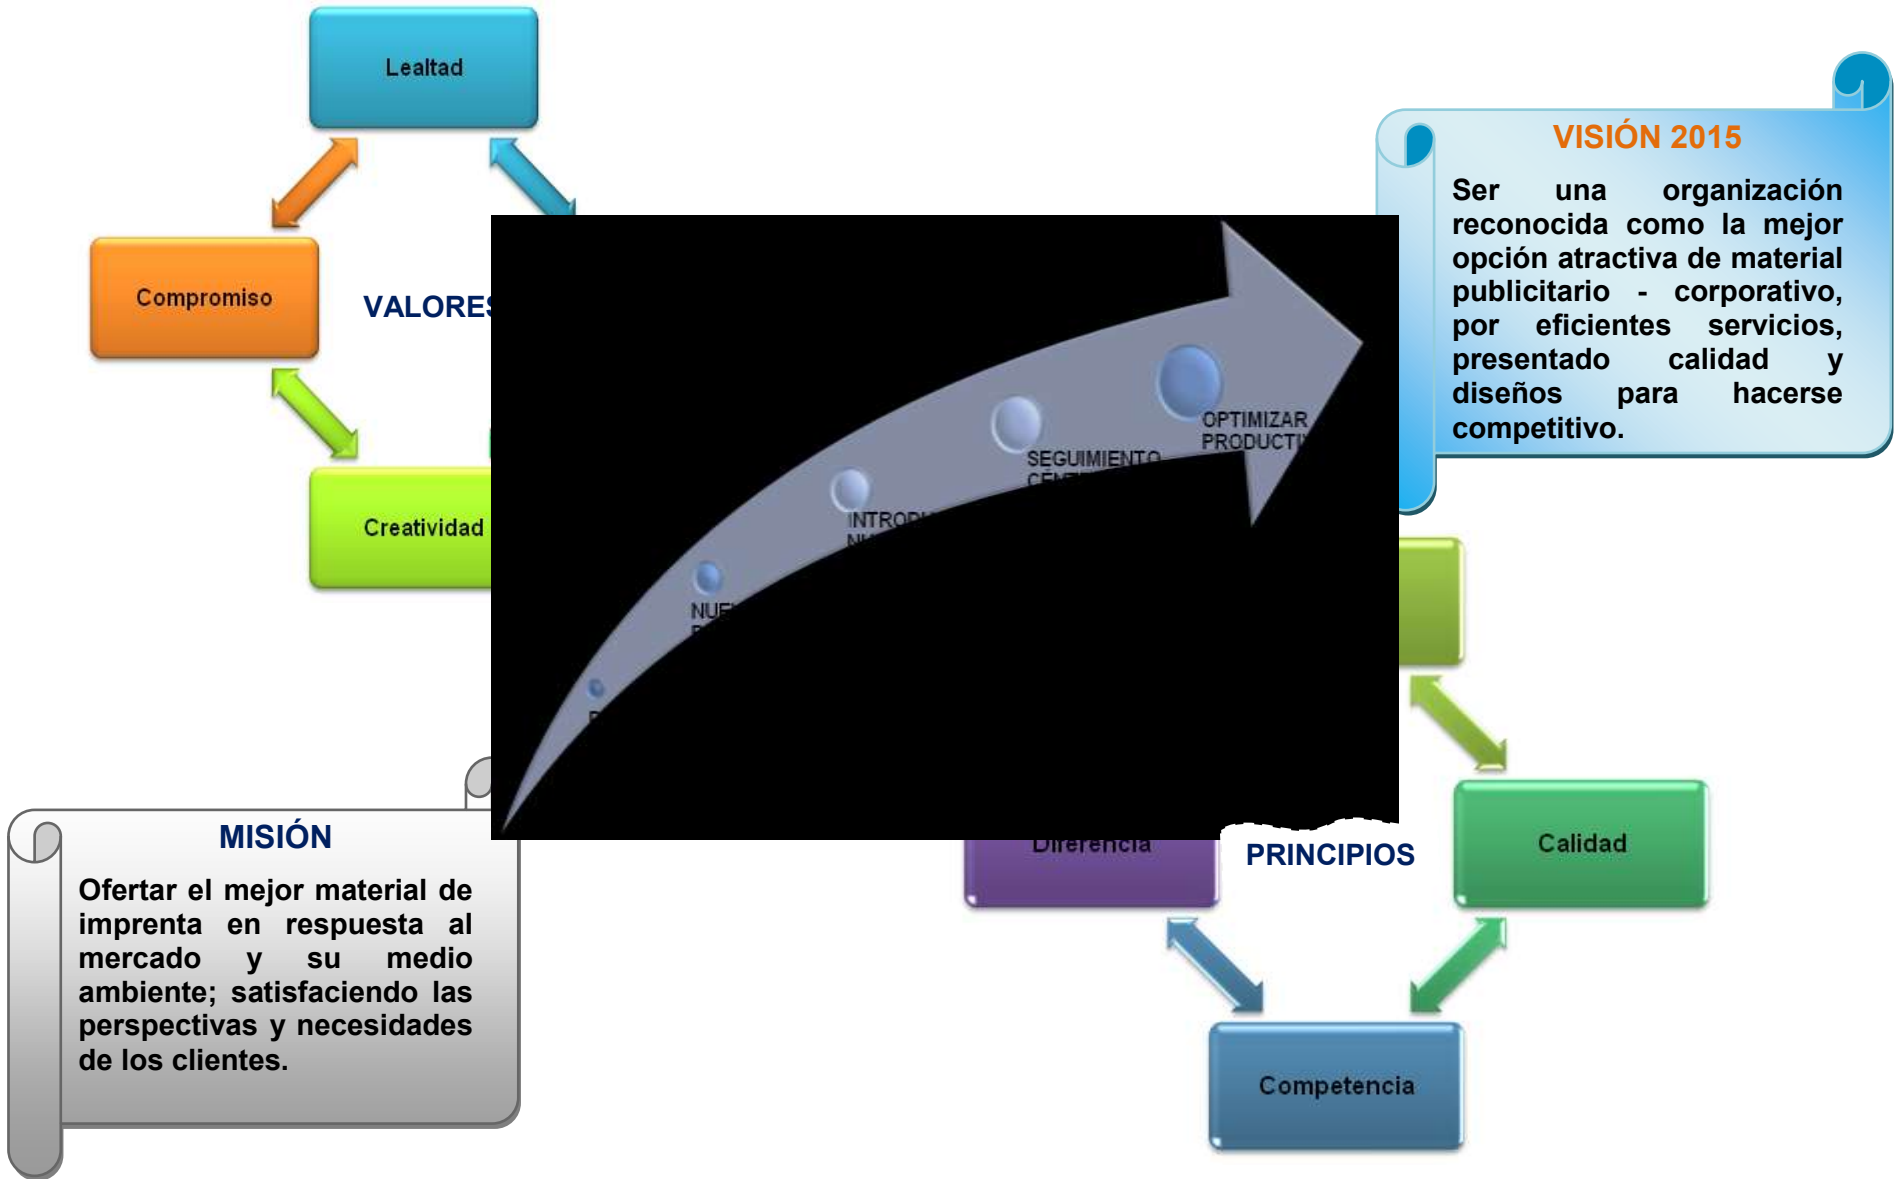 Lealtad
Compromiso
VALORES
Creatividad
VISIÓN 2015
Ser una organización
reconocida como la mejor
opción atractiva de material
publicitario - corporativo,
por eficientes servicios,
presentado calidad y
diseños para hacerse
competitivo.
OPTIMIZAR
SEGUIMIENTO
MISIÓN
Ofertar el mejor material de
imprenta en respuesta al
mercado y su medio
ambiente; satisfaciendo las
perspectivas y necesidades
de los clientes.
Diferencia
PRINCIPIOS
Calidad
Competencia